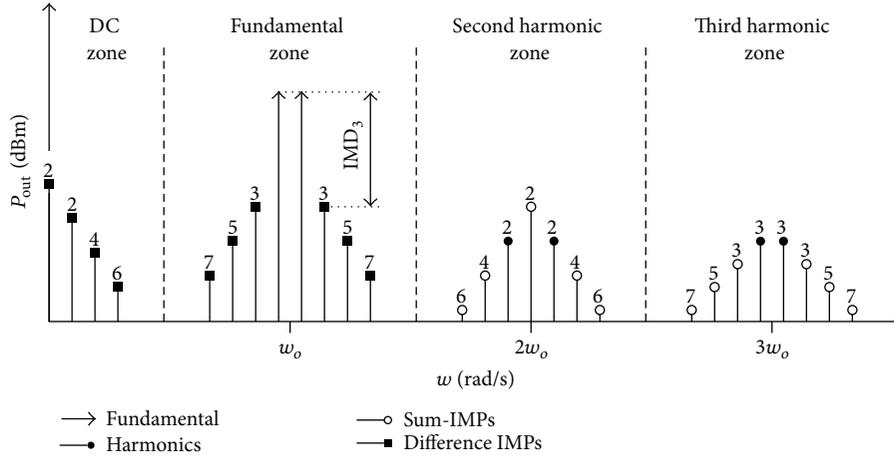 DC
zone
Fundamental
zone
Second harmonic
zone
Third harmonic
zone
P_out (dBm)
IMD_3
2
2
4
6
7
5
3
3
5
7
6
4
2
2
2
4
6
7
5
3
3
3
3
5
7
w_o
2w_o
3w_o
w (rad/s)
Fundamental
Harmonics
Sum-IMPs
Difference IMPs